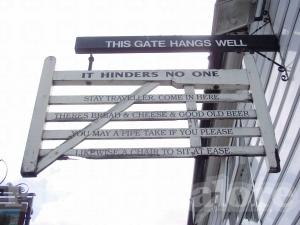 THIS GATE HANGS WELL
IT HINDERS NO ONE
STAY TRAVELLER, COME IN HERE
THERE'S BREAD & CHEESE & GOOD OLD BEER
YOU MAY A PIPE TAKE IF YOU PLEASE
LIKEWISE A CHAIR TO SIT AT EASE